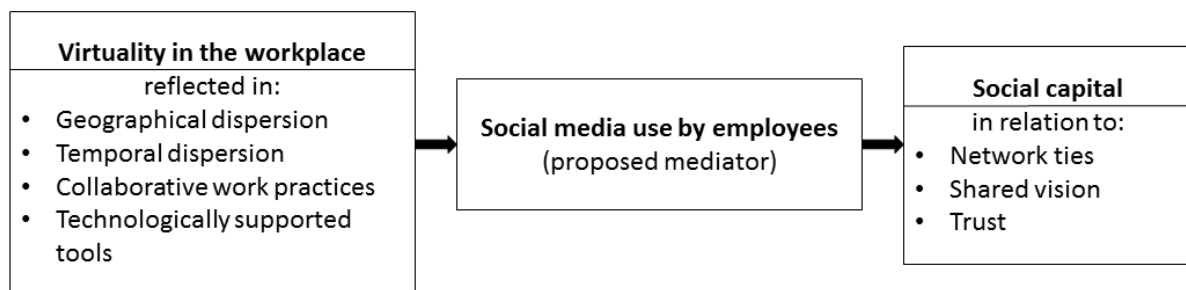 Virtuality in the workplace
reflected in:
• Geographical dispersion
• Temporal dispersion
• Collaborative work practices
• Technologically supported
tools
Social media use by employees
(proposed mediator)
Social capital
in relation to:
• Network ties
• Shared vision
• Trust